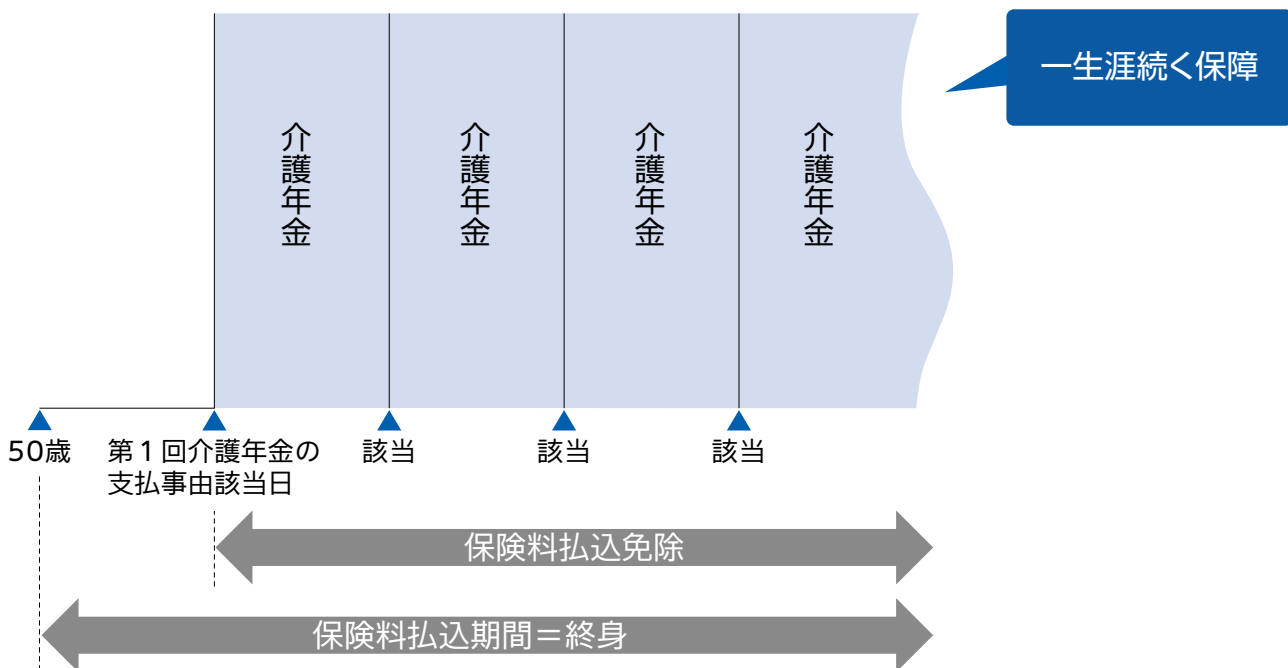 一生涯続く保障
介護年金
介護年金
介護年金
介護年金
50歳
第1回介護年金の
支払事由該当日
該当
該当
該当
保険料払込免除
保険料払込期間＝終身